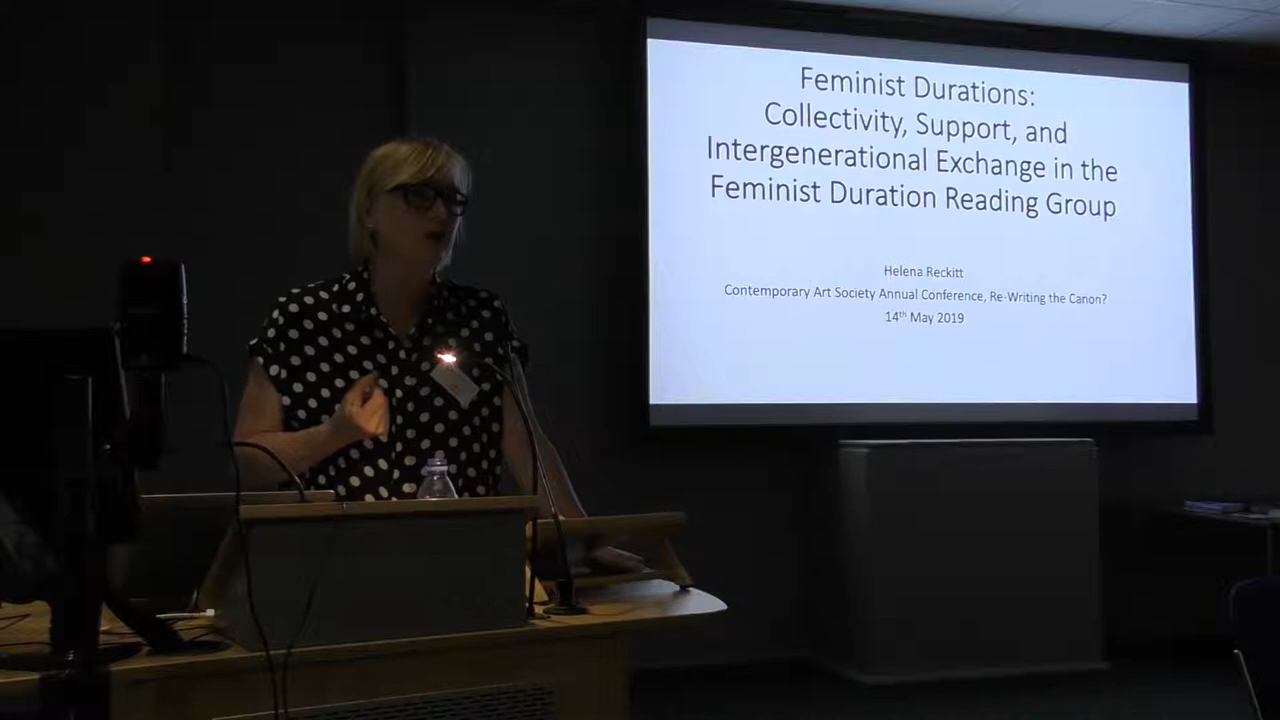 Feminist Durations:
Collectivity, Support, and
Intergenerational Exchange in the
Feminist Duration Reading Group
Helena Reckitt
Contemporary Art Society Annual Conference, Re-Writing the Canon?
14th May 2019